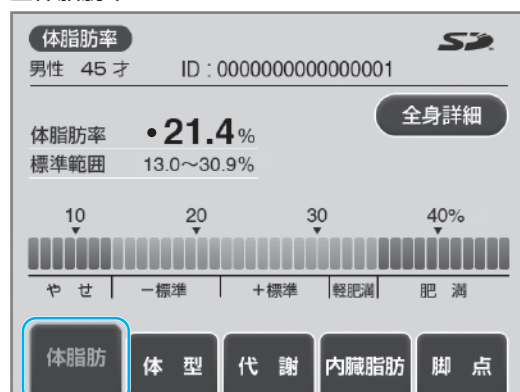 体脂肪率
男性 45才 ID:0000000000000001
全身詳細
体脂肪率 •21.4%
標準範囲 13.0~30.9%
10 20 30 40%
やせ −標準 +標準 軽肥満 肥満
体脂肪 体型 代謝 内臓脂肪 脚点